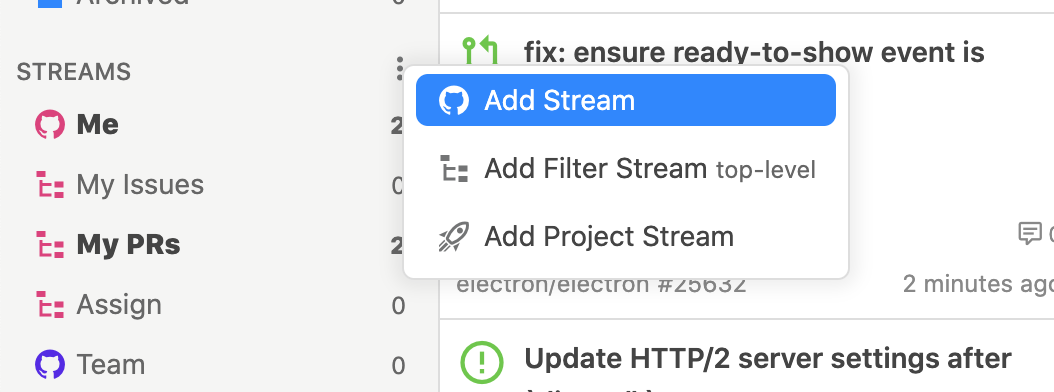 Archived
0
STREAMS
Me
2
My Issues
0
My PRs
2
Assign
0
Team
0
Add Stream
Add Filter Stream top-level
Add Project Stream
fix: ensure ready-to-show event is
electron/electron #25632
2 minutes ago
Update HTTP/2 server settings after